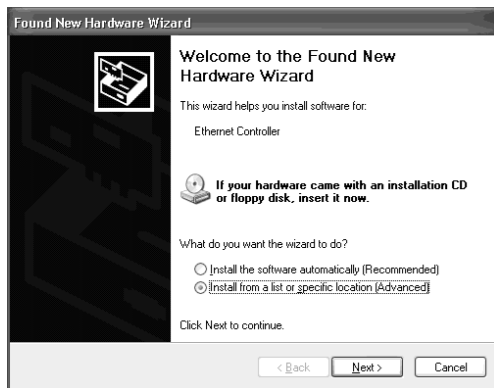 Found New Hardware Wizard
Welcome to the Found New
Hardware Wizard
This wizard helps you install software for:
Ethernet Controller
If your hardware came with an installation CD
or floppy disk, insert it now.
What do you want the wizard to do?
Install the software automatically (Recommended)
Install from a list or specific location (Advanced)
Click Next to continue.
< Back Next > Cancel